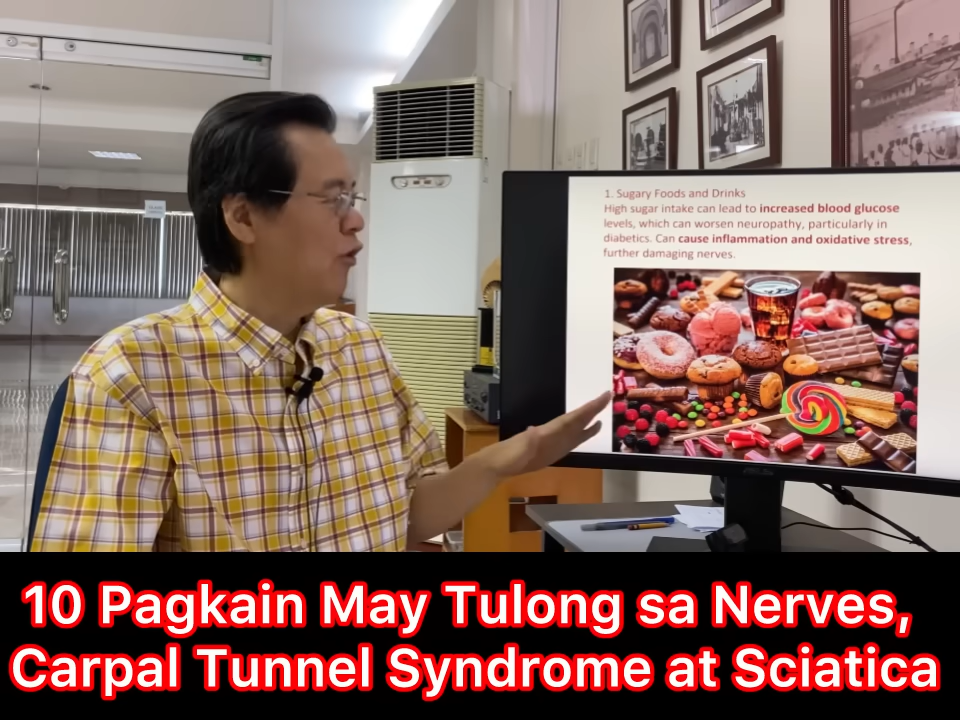 1. Sugary Foods and Drinks
High sugar intake can lead to increased blood glucose
levels, which can worsen neuropathy, particularly in
diabetics. Can cause inflammation and oxidative stress,
further damaging nerves.
10 Pagkain May Tulong sa Nerves,
Carpal Tunnel Syndrome at Sciatica